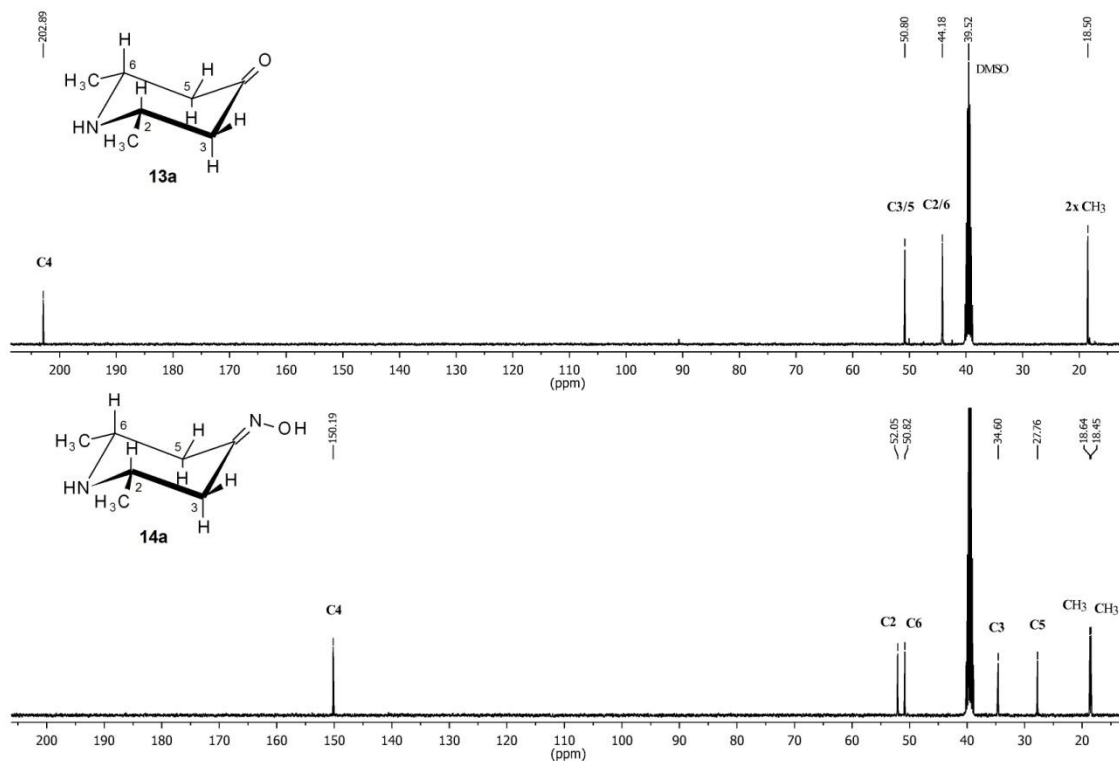 202.89
50.80
44.18
39.52
18.50
H
H₃C
6
H
5
H
H
O
HN
2
H₃C
3
H
H
13a
DMSO
C4
C3/5
C2/6
2x CH₃
200 190 180 170 160 150 140 130 120 110 100 90 80 70 60 50 40 30 20
(ppm)
150.19
52.05
50.82
34.60
27.76
18.64
18.45
H
H₃C
6
H
5
H
H
N
OH
HN
2
H₃C
3
H
H
14a
C4
C2
C6
C3
C5
CH₃
CH₃
200 190 180 170 160 150 140 130 120 110 100 90 80 70 60 50 40 30 20
(ppm)